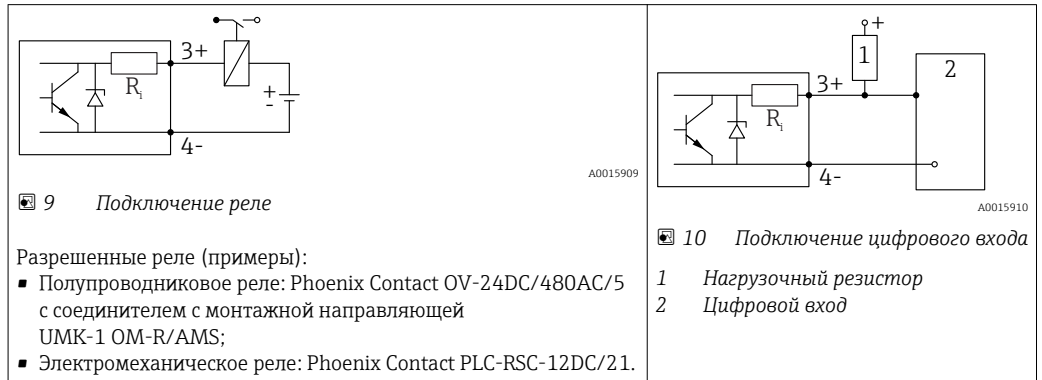 3+
Ri
+
-
4-
A0015909
9 Подключение реле
Разрешенные реле (примеры):
▪ Полупроводниковое реле: Phoenix Contact OV-24DC/480AC/5
с соединителем с монтажной направляющей
UMK-1 OM-R/AMS;
▪ Электромеханическое реле: Phoenix Contact PLC-RSC-12DC/21.
+
1
2
3+
Ri
4-
A0015910
10 Подключение цифрового входа
1 Нагрузочный резистор
2 Цифровой вход